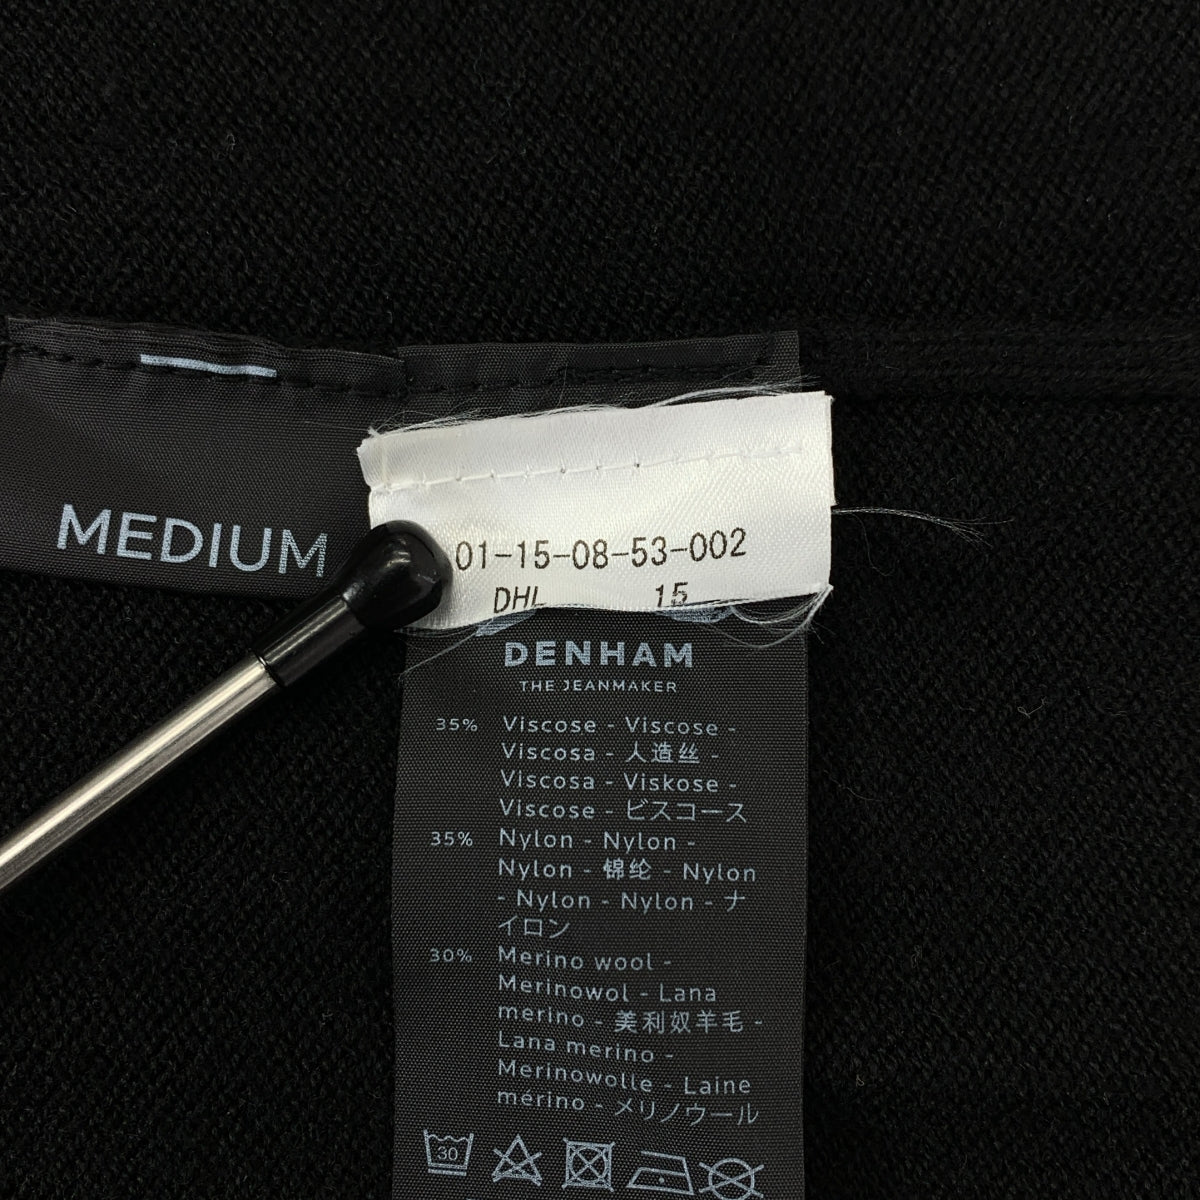 MEDIUM
01-15-08-53-002
DHL 15
DENHAM
THE JEANMAKER
35% Viscose - Viscose -
Viscosa - 人造丝 -
Viscosa - Viskose -
Viscose - ビスコース
35% Nylon - Nylon -
Nylon - 锦纶 - Nylon
- Nylon - Nylon - ナ
イロン
30% Merino wool -
Merinowol - Lana
merino - 美利奴羊毛 -
Lana merino -
Merinowolle - Laine
mérino - メリノウール
30